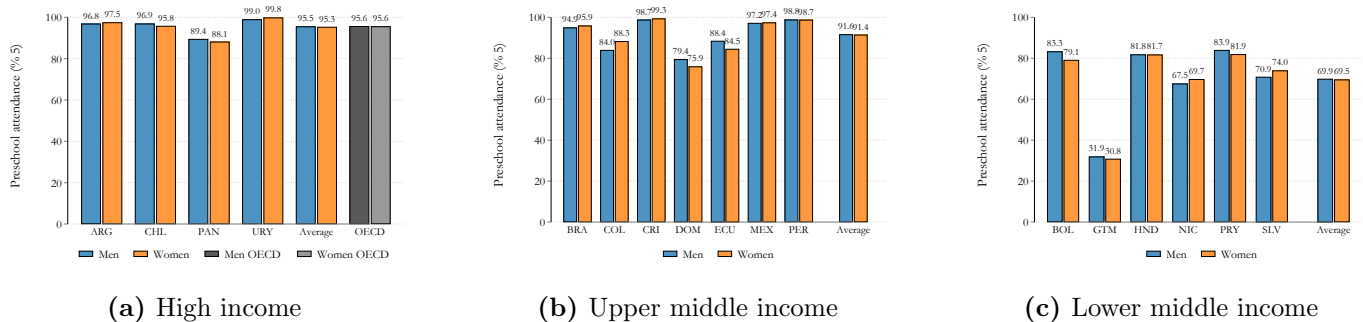 Preschool attendance (% 5)
100
80
60
40
20
0
96.8 97.5 96.9 95.8 89.4 88.1 99.0 99.8 95.5 95.3 95.6 95.6
ARG CHL PAN URY Average OECD
Men Women Men OECD Women OECD
(a) High income
Preschool attendance (% 5)
100
80
60
40
20
0
94.9 95.9 84.0 88.3 98.7 99.3 79.4 75.9 88.4 84.5 97.2 97.4 98.8 98.7 91.6 91.4
BRA COL CRI DOM ECU MEX PER Average
Men Women
(b) Upper middle income
Preschool attendance (% 5)
100
80
60
40
20
0
83.3 79.1 31.9 30.8 81.8 81.7 67.5 69.7 83.9 81.9 70.9 74.0 69.9 69.5
BOL GTM HND NIC PRY SLV Average
Men Women
(c) Lower middle income